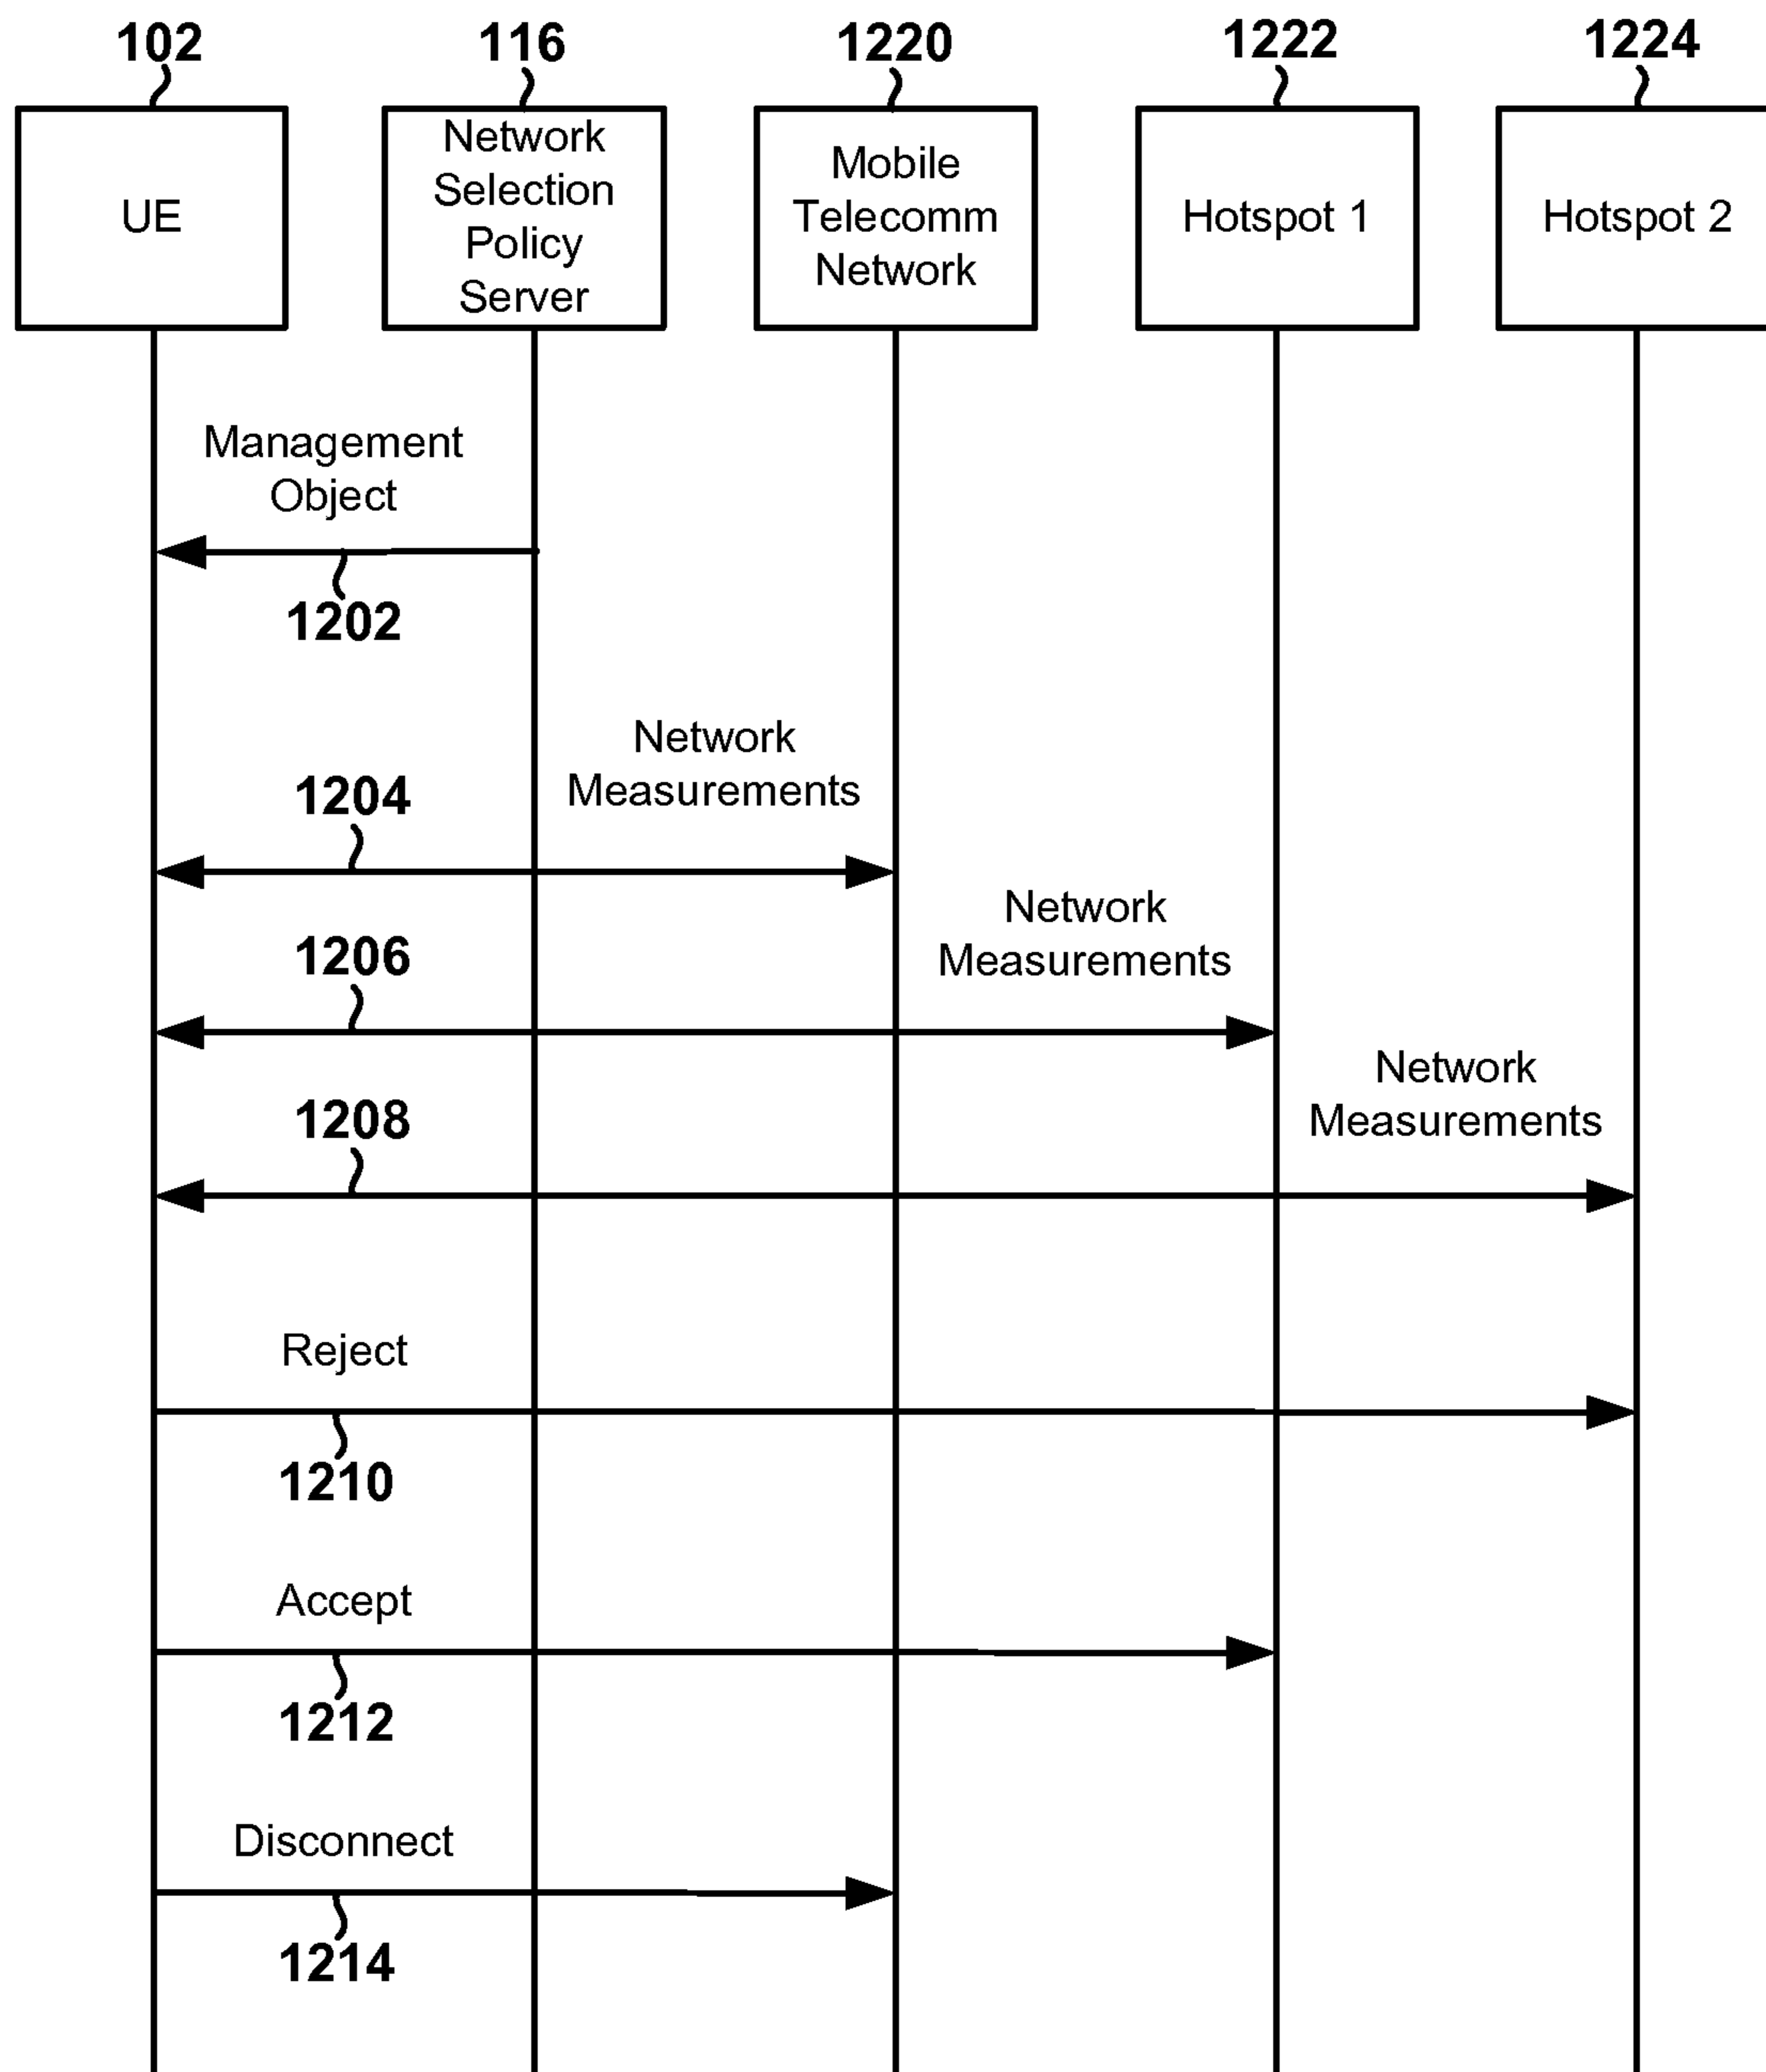 102
116
1220
1222
1224
UE
Network
Selection
Policy
Server
Mobile
Telecomm
Network
Hotspot 1
Hotspot 2
Management
Object
1202
Network
Measurements
1204
Network
Measurements
1206
Network
Measurements
1208
Reject
1210
Accept
1212
Disconnect
1214